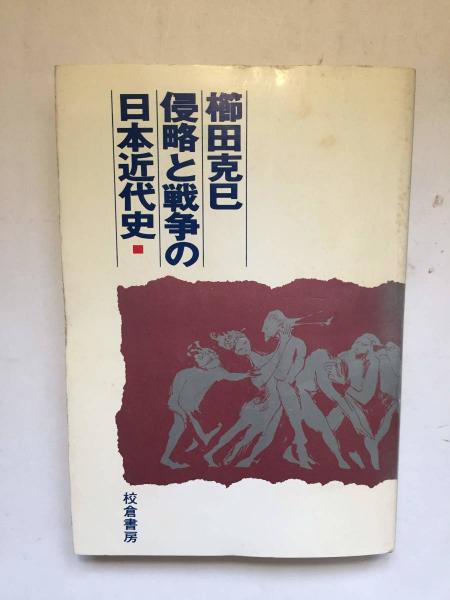 櫛田克巳
侵略と戦争の
日本近代史
校倉書房